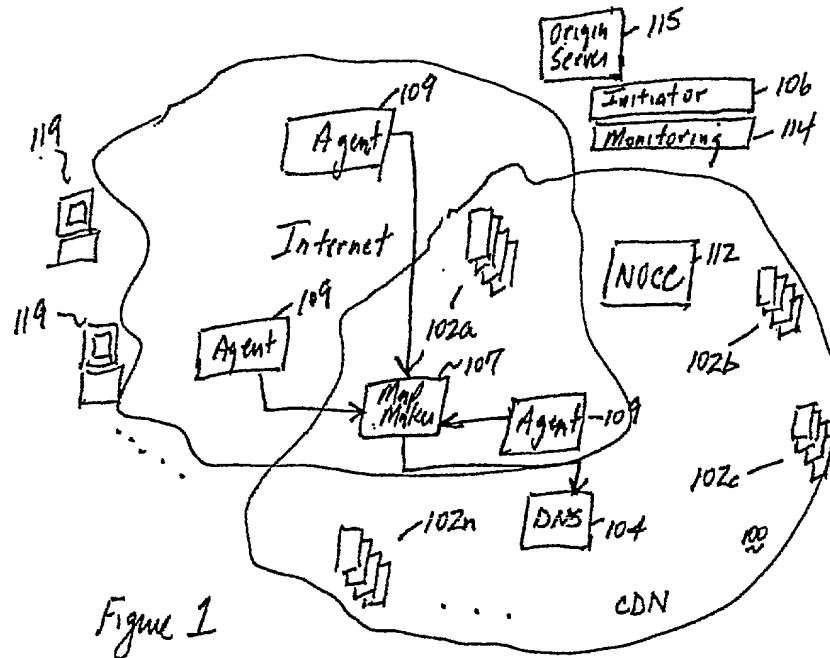 Origin
Server
115
Initiator
106
Monitoring
114
109
Agent
119
Internet
NOCC
112
102a
102b
119
109
Agent
107
Map
Maker
Agent
109
102c
102n
DNS
104
100
CDN
Figure 1